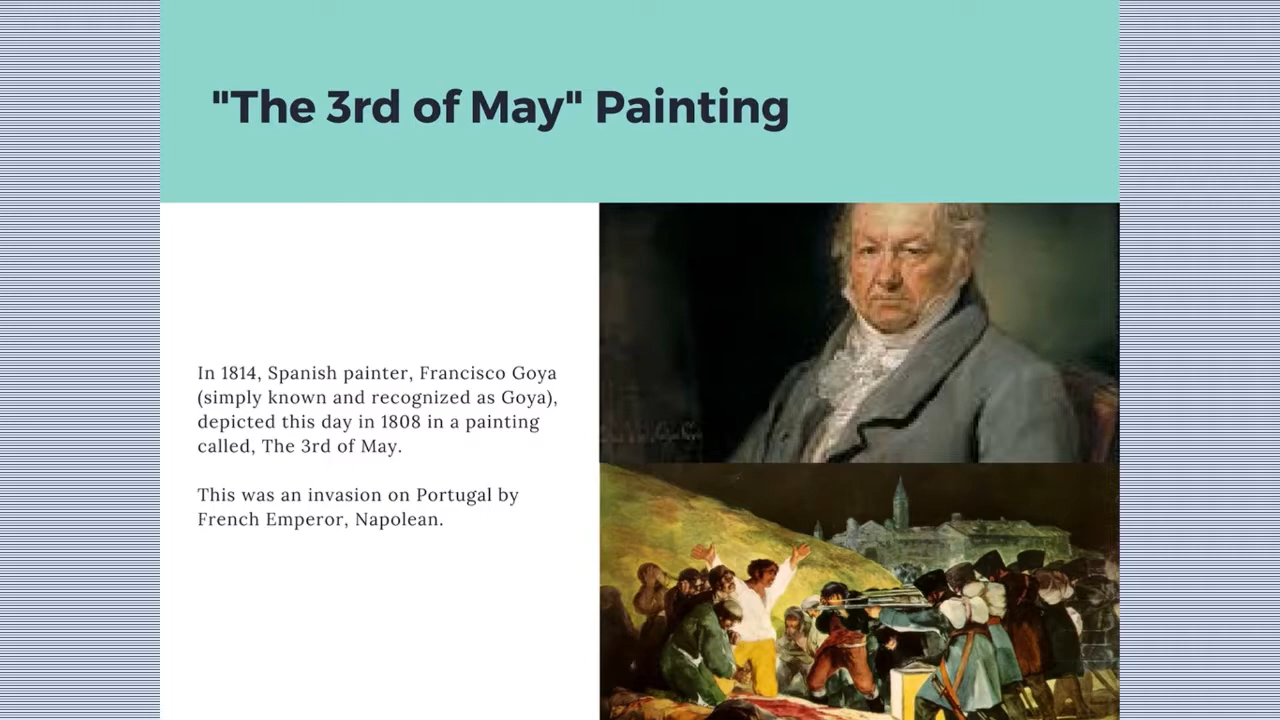 "The 3rd of May" Painting
In 1814, Spanish painter, Francisco Goya
(simply known and recognized as Goya),
depicted this day in 1808 in a painting
called, The 3rd of May.
This was an invasion on Portugal by
French Emperor, Napolean.